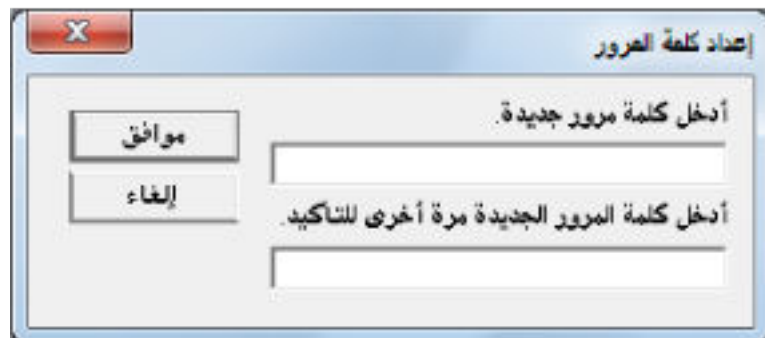 إعداد كلمة المرور
أدخل كلمة مرور جديدة.
موافق
إلغاء
أدخل كلمة المرور الجديدة مرة أخرى للتأكيد.